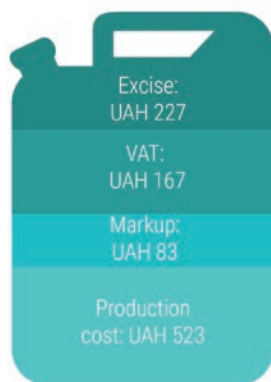 Excise:
UAH 227
VAT:
UAH 167
Markup:
UAH 83
Production
cost: UAH 523